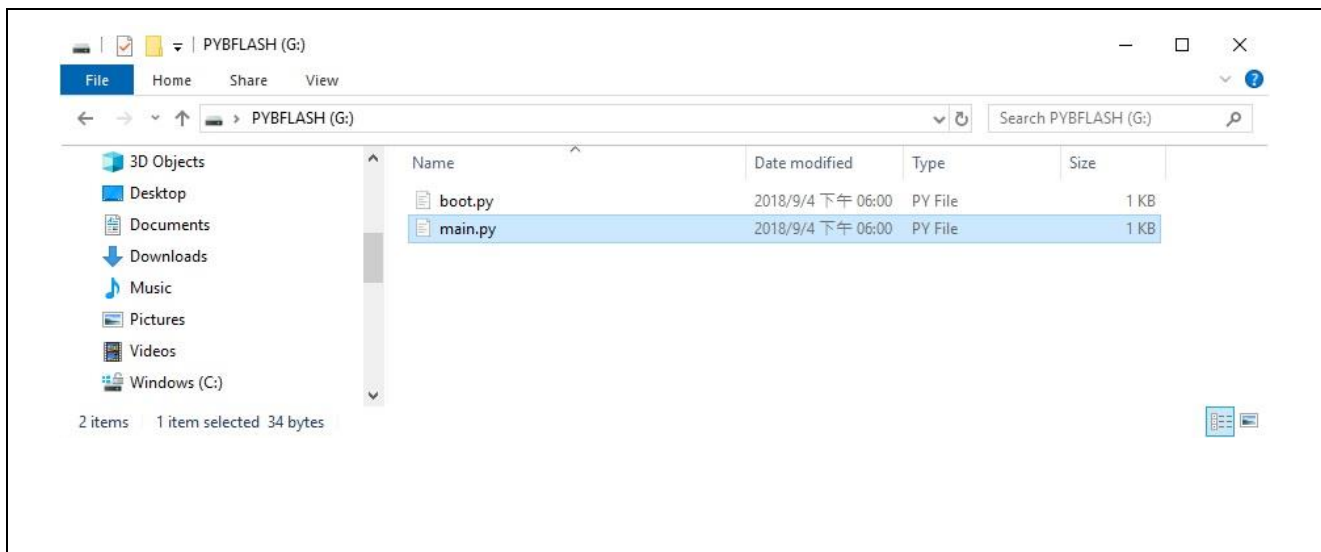 PYBFLASH (G:)
File Home Share View
PYBFLASH (G:) Search PYBFLASH (G:)
3D Objects
Desktop
Documents
Downloads
Music
Pictures
Videos
Windows (C:)
Name Date modified Type Size
boot.py 2018/9/4 下午 06:00 PY File 1 KB
main.py 2018/9/4 下午 06:00 PY File 1 KB
2 items 1 item selected 34 bytes